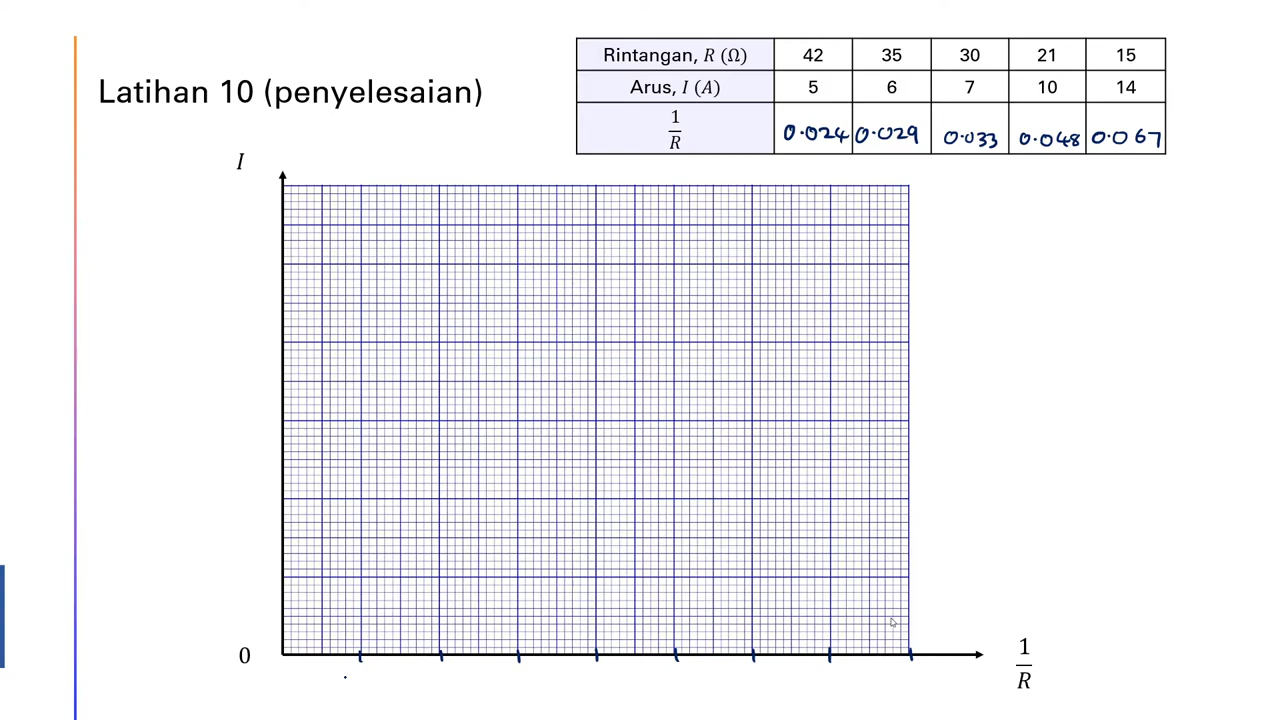 Latihan 10 (penyelesaian)
Rintangan, R (Ω) 42 35 30 21 15
Arus, I (A) 5 6 7 10 14
1/R 0.024 0.029 0.033 0.048 0.067
I
0
1/R